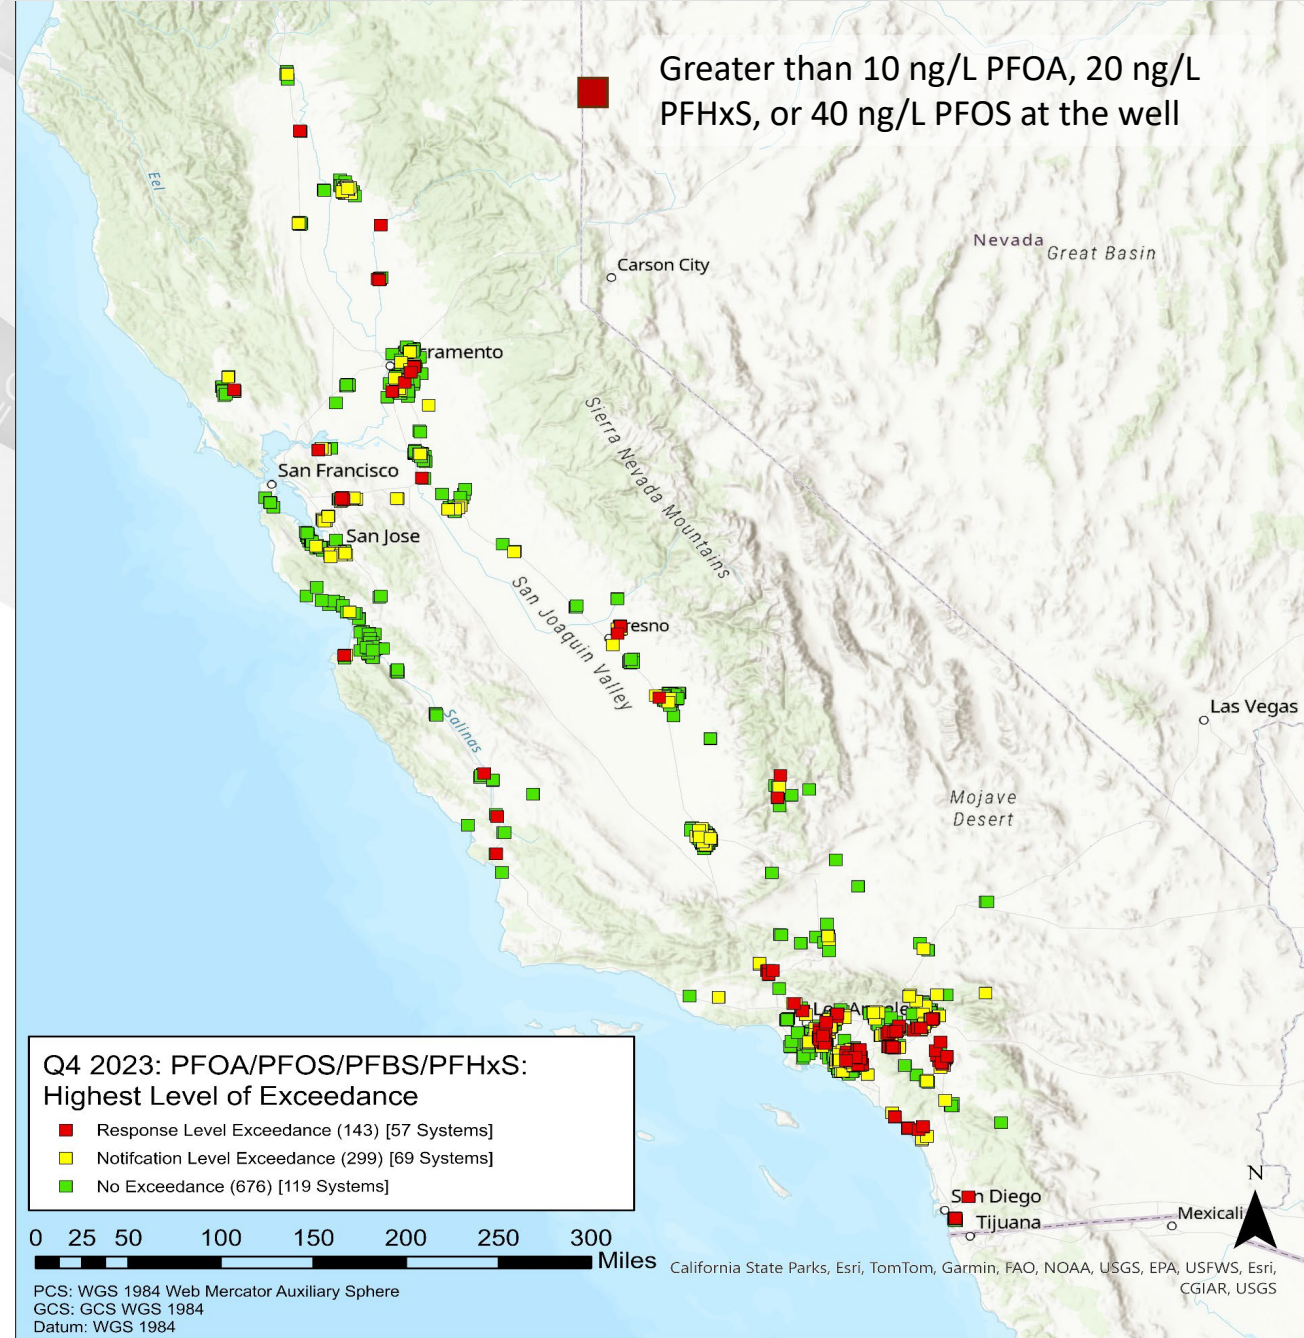 Greater than 10 ng/L PFOA, 20 ng/L
PFHxS, or 40 ng/L PFOS at the well
Eel
Nevada
Great Basin
Carson City
ramento
Sierra Nevada Mountains
San Francisco
San Jose
San Joaquin Valley
resno
Salinas
Las Vegas
Mojave
Desert
Los Angeles
Q4 2023: PFOA/PFOS/PFBS/PFHxS:
Highest Level of Exceedance
Response Level Exceedance (143) [57 Systems]
Notifcation Level Exceedance (299) [69 Systems]
No Exceedance (676) [119 Systems]
N
San Diego
Tijuana
Mexicali
0 25 50 100 150 200 250 300
Miles
California State Parks, Esri, TomTom, Garmin, FAO, NOAA, USGS, EPA, USFWS, Esri,
CGIAR, USGS
PCS: WGS 1984 Web Mercator Auxiliary Sphere
GCS: GCS WGS 1984
Datum: WGS 1984